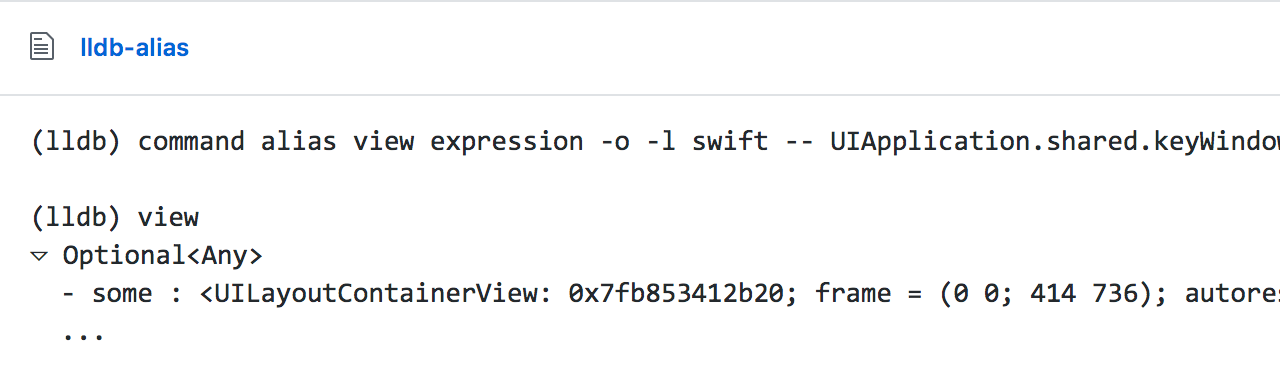 lldb-alias
(lldb) command alias view expression -o -l swift -- UIApplication.shared.keyWindow
(lldb) view
▿ Optional<Any>
- some : <UILayoutContainerView: 0x7fb853412b20; frame = (0 0; 414 736); autores
...